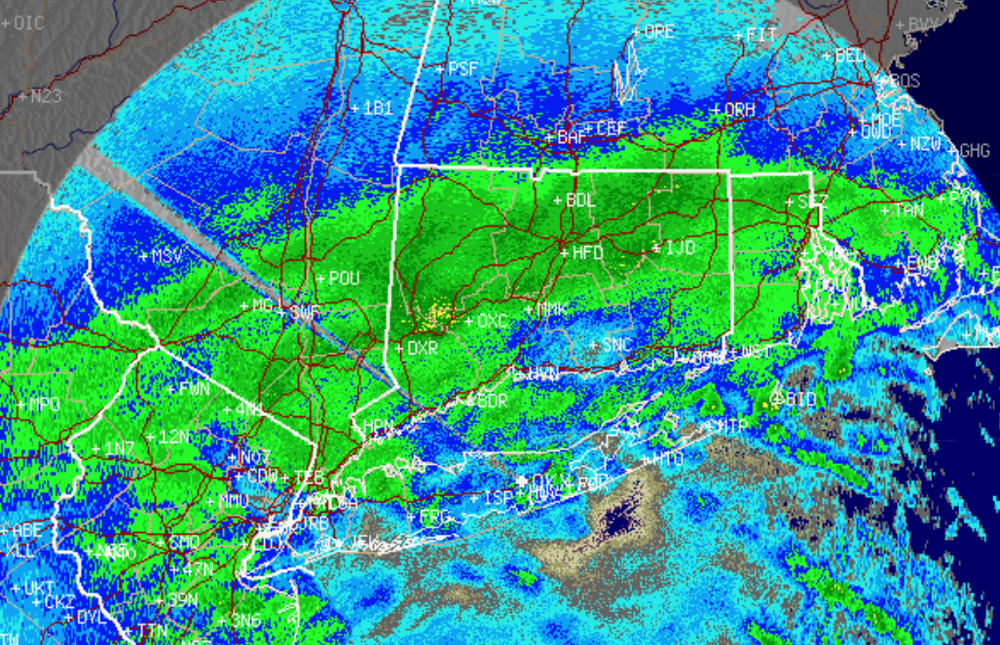 +OIC
+ORE
+FIT
+BVY
+BED
+PSF
+N23
+1B1
+BOS
+ORH
+CEF
+BAF
+OWD
+NZW
+GHG
+BDL
+SFZ
+TAN
+PYM
+HFD
+IJD
+MSV
+EWB
+POU
+SWF
+MMK
+OXC
+DXR
+SNC
+HVN
+WST
+FWN
+4N1
+MPO
+BDR
+BID
+HPN
+MTP
+12N
+1N7
+N07
+HTO
+CDW
+TEB
+MMU
+ISP
+FRG
+ABE
+SMQ
+47N
+UKT
+CKZ
+39N
+DYL
+3N6
+TTN